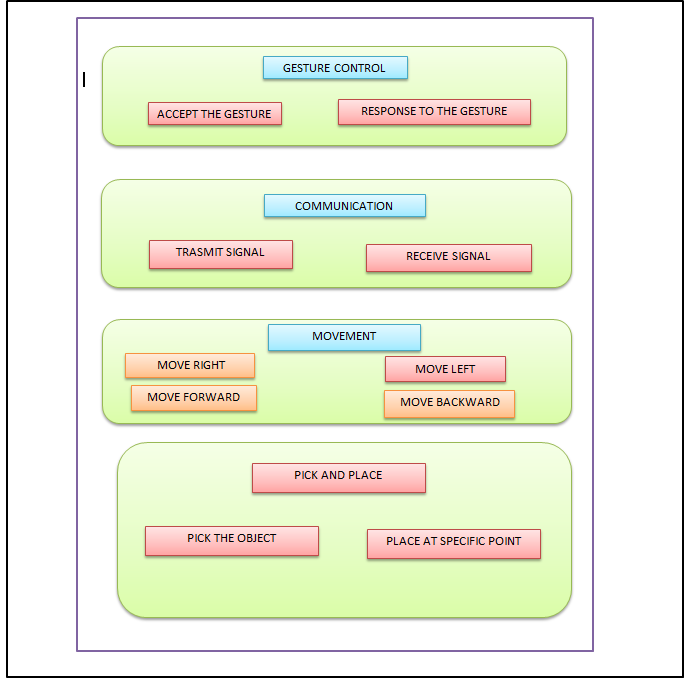 GESTURE CONTROL
ACCEPT THE GESTURE
RESPONSE TO THE GESTURE
COMMUNICATION
TRASMIT SIGNAL
RECEIVE SIGNAL
MOVEMENT
MOVE RIGHT
MOVE LEFT
MOVE FORWARD
MOVE BACKWARD
PICK AND PLACE
PICK THE OBJECT
PLACE AT SPECIFIC POINT